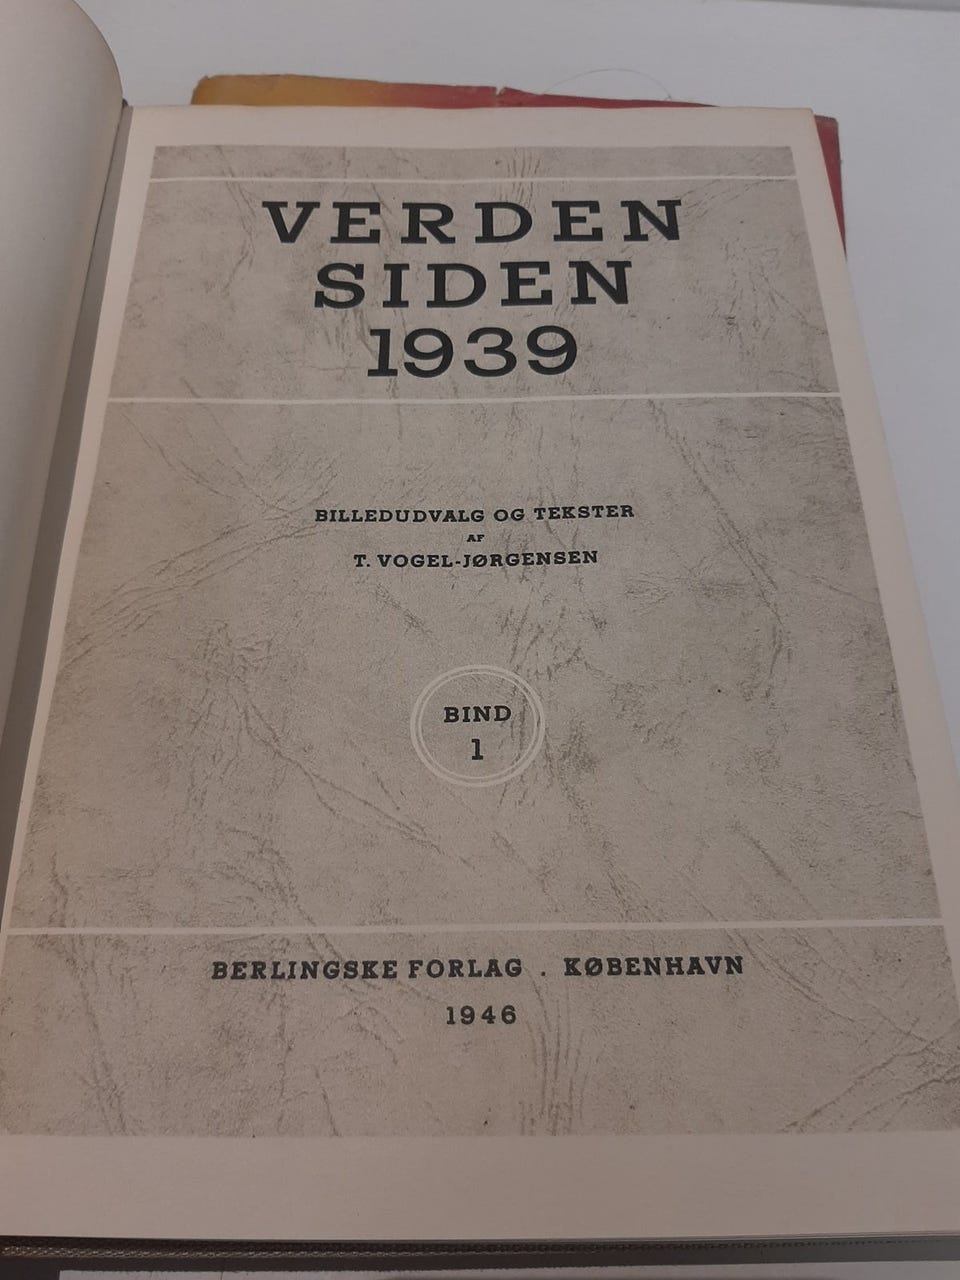 VERDEN
SIDEN
1939
BILLEDUDVALG OG TEKSTER
AF
T. VOGEL-JØRGENSEN
BIND
1
BERLINGSKE FORLAG . KØBENHAVN
1946